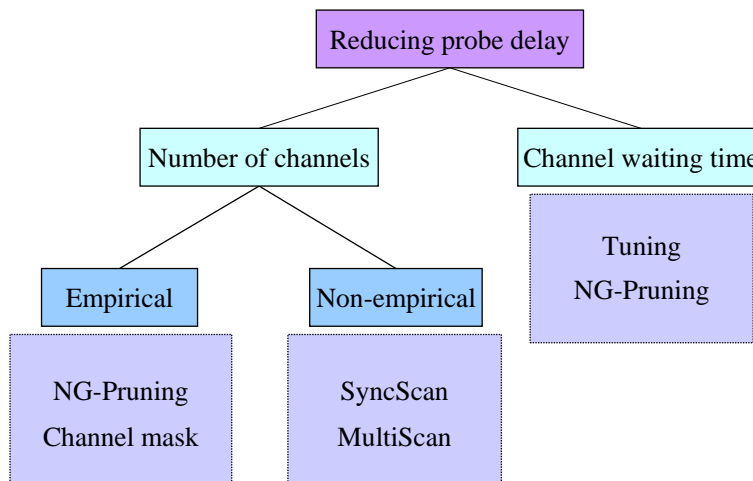 Reducing probe delay
Number of channels
Channel waiting time
Tuning
NG-Pruning
Empirical
Non-empirical
NG-Pruning
Channel mask
SyncScan
MultiScan